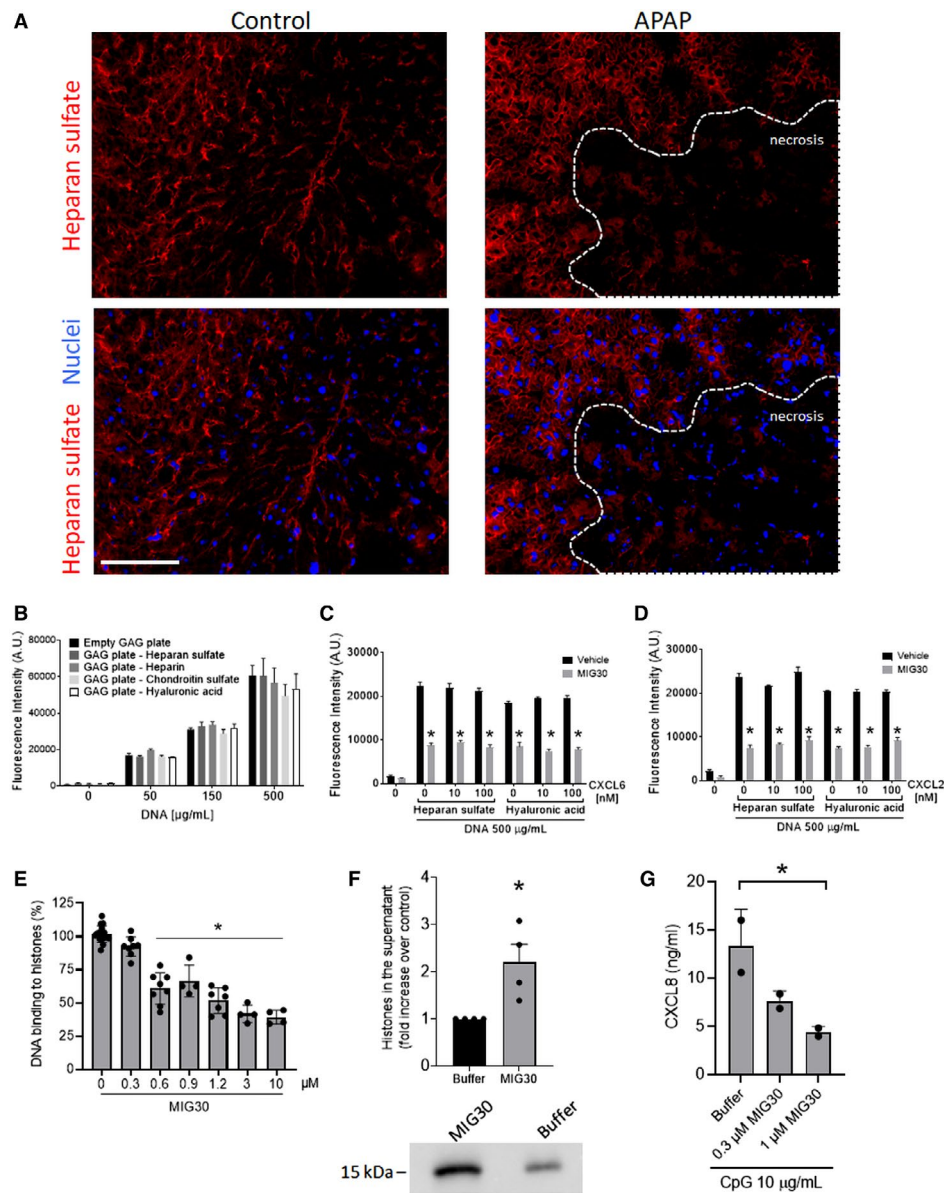 A
Control
APAP
Heparan sulfate
necrosis
Heparan sulfate Nuclei
necrosis
B
Fluorescence Intensity (A.U.)
80000
60000
40000
20000
0
Empty GAG plate
GAG plate - Heparan sulfate
GAG plate - Heparin
GAG plate - Chondroitin sulfate
GAG plate - Hyaluronic acid
0 50 150 500
DNA [µg/mL]
C
Fluorescence Intensity (A.U.)
30000
20000
10000
0
Vehicle
MIG30
* * * * * *
0 0 10 100 0 10 100 CXCL6
[nM]
Heparan sulfate Hyaluronic acid
DNA 500 µg/mL
D
Fluorescence Intensity (A.U.)
30000
20000
10000
0
Vehicle
MIG30
* * * * * *
0 0 10 100 0 10 100 CXCL2
[nM]
Heparan sulfate Hyaluronic acid
DNA 500 µg/mL
E
DNA binding to histones (%)
125
100
75
50
25
0
*
0 0.3 0.6 0.9 1.2 3 10 µM
MIG30
F
Histones in the supernatant
(fold increase over control)
4
3
2
1
0
*
Buffer MIG30
MIG30 Buffer
15 kDa –
G
CXCL8 (ng/ml)
20
15
10
5
0
*
Buffer
0.3 µM MIG30
1 µM MIG30
CpG 10 µg/mL